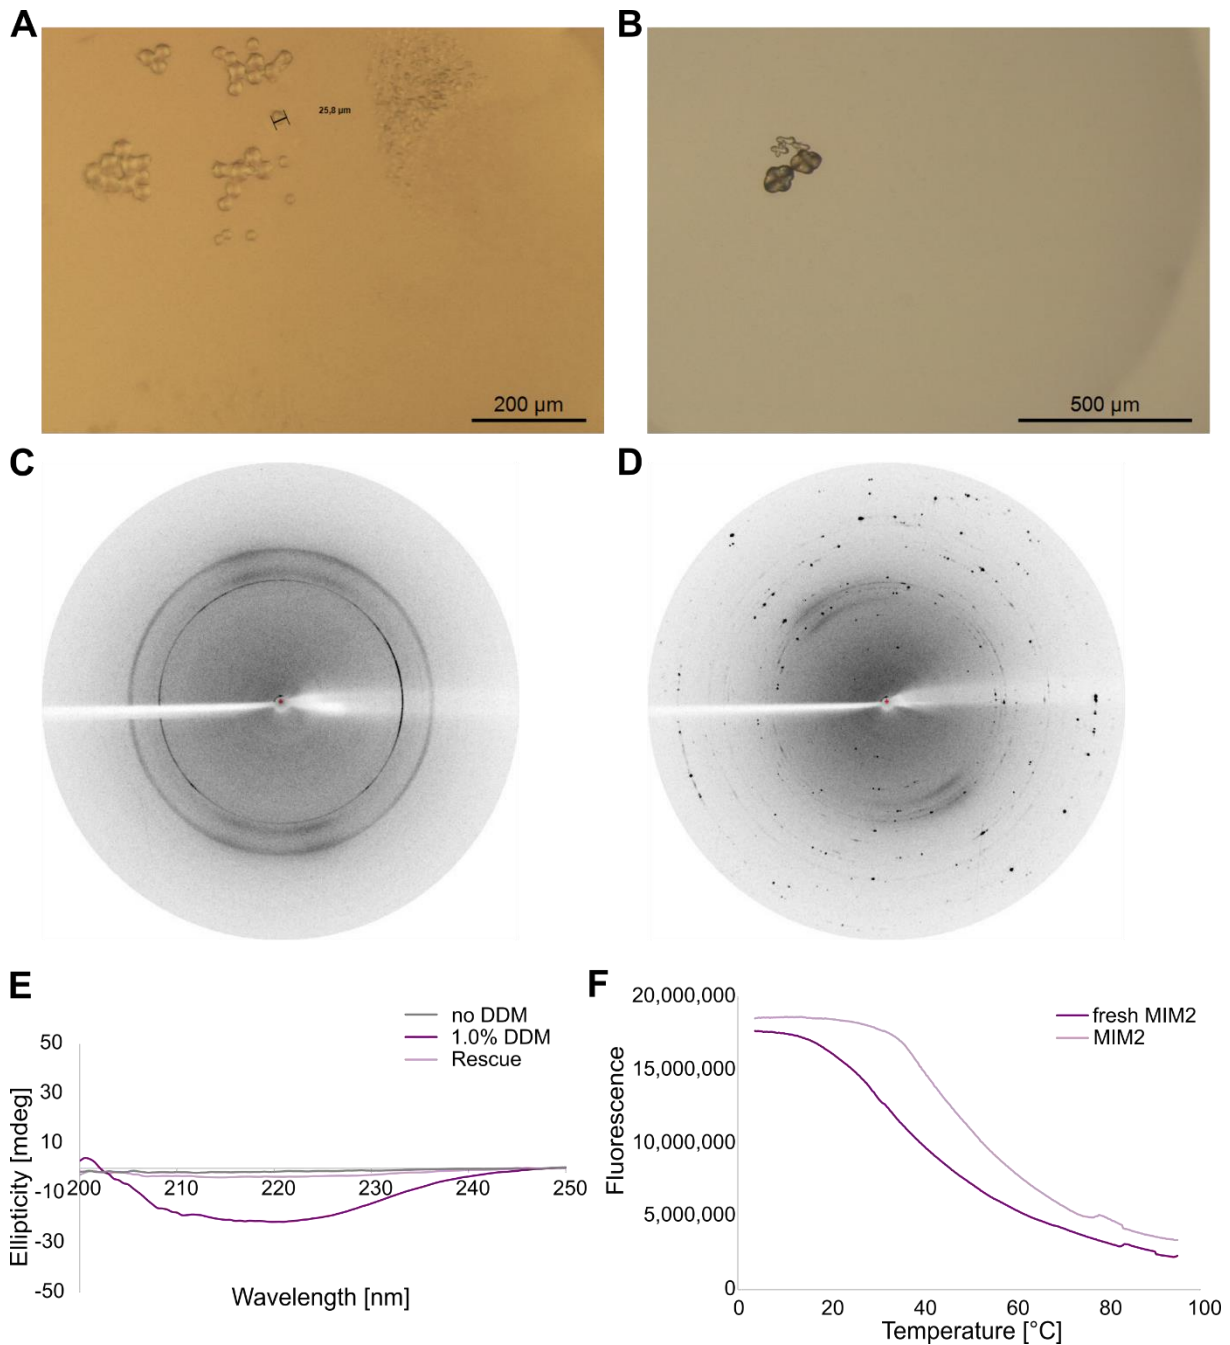 A
B
25,8 µm
200 µm
500 µm
C
D
E
no DDM
1.0% DDM
Rescue
50
30
10
-10
-30
-50
200
210
220
230
240
250
Ellipticity [mdeg]
Wavelength [nm]
F
fresh MIM2
MIM2
20,000,000
15,000,000
10,000,000
5,000,000
0
0
20
40
60
80
100
Fluorescence
Temperature [°C]